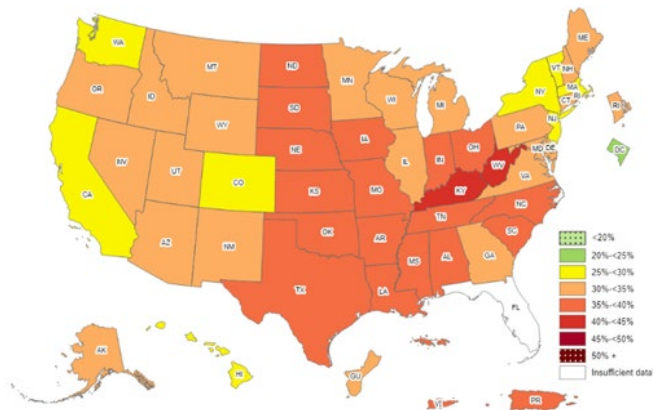 WA
MT
ND
MN
ME
OR
ID
SD
WI
MI
VT
NH
NY
MA
CT
RI
RI
WY
NE
IA
PA
NJ
DC
NV
UT
CO
IL
IN
OH
MD
DE
WV
VA
CA
KS
MO
KY
AZ
NM
OK
AR
TN
NC
SC
TX
LA
MS
AL
GA
FL
AK
HI
GU
VI
PR
<20%
20%-<25%
25%-<30%
30%-<35%
35%-<40%
40%-<45%
45%-<50%
50% +
Insufficient data